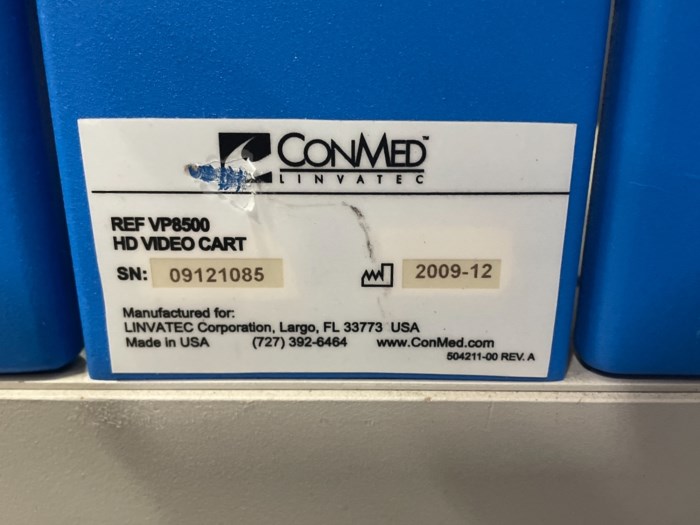 CONMED™
LINVATEC
REF VP8500
HD VIDEO CART
SN: 09121085
2009-12
Manufactured for:
LINVATEC Corporation, Largo, FL 33773 USA
Made in USA (727) 392-6464 www.ConMed.com
504211-00 REV. A